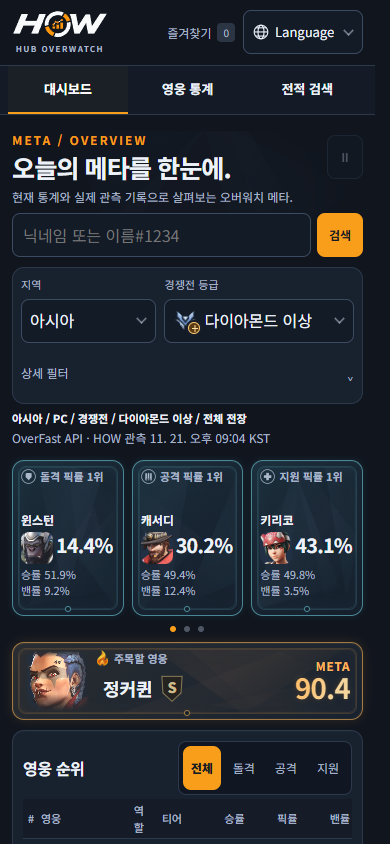 HOW
HUB OVERWATCH
즐겨찾기 0
Language
대시보드 영웅 통계 전적 검색
META / OVERVIEW
오늘의 메타를 한눈에.
현재 통계와 실제 관측 기록으로 살펴보는 오버워치 메타.
닉네임 또는 이름#1234 검색
지역 경쟁전 등급
아시아 다이아몬드 이상
상세 필터
아시아 / PC / 경쟁전 / 다이아몬드 이상 / 전체 전장
OverFast API · HOW 관측 11. 21. 오후 09:04 KST
돌격 픽률 1위
윈스턴
14.4%
승률 51.9%
밴률 9.2%
공격 픽률 1위
캐서디
30.2%
승률 49.4%
밴률 12.4%
지원 픽률 1위
키리코
43.1%
승률 49.8%
밴률 3.5%
주목할 영웅
정커퀸 S
META
90.4
영웅 순위
전체 돌격 공격 지원
# 영웅 역할 티어 승률 픽률 밴률